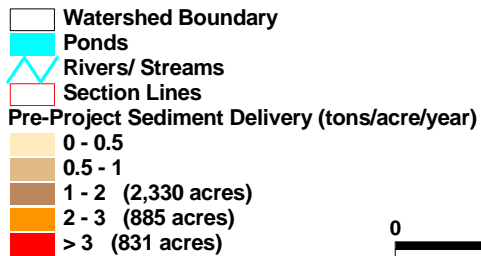 Watershed Boundary
Ponds
Rivers/ Streams
Section Lines
Pre-Project Sediment Delivery (tons/acre/year)
0 - 0.5
0.5 - 1
1 - 2 (2,330 acres)
2 - 3 (885 acres)
> 3 (831 acres)
0